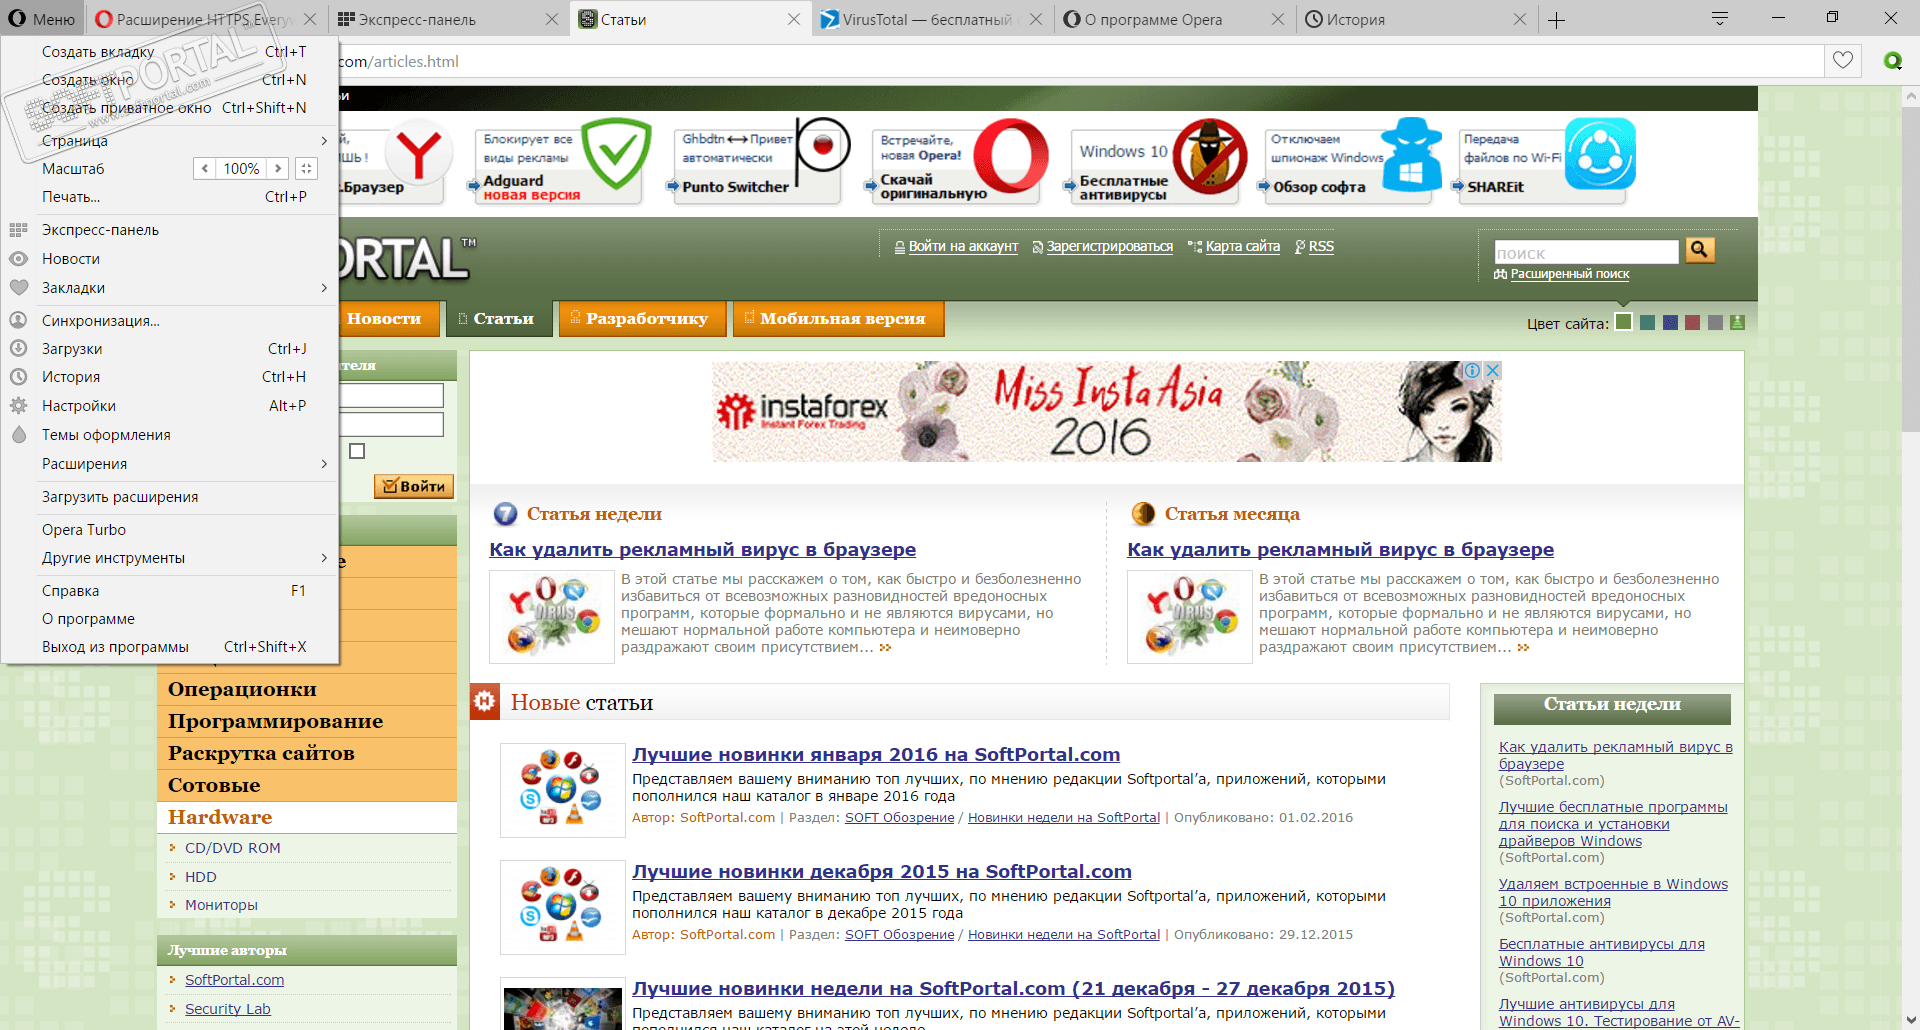 Меню
Расширение HTTPS Every
Экспресс-панель
Статьи
VirusTotal — бесплатный
О программе Opera
История
com/articles.html
Создать вкладку Ctrl+T
Создать окно Ctrl+N
Создать приватное окно Ctrl+Shift+N
Страница
Масштаб 100%
Печать... Ctrl+P
Экспресс-панель
Новости
Закладки
Синхронизация...
Загрузки Ctrl+J
История Ctrl+H
Настройки Alt+P
Темы оформления
Расширения
Загрузить расширения
Opera Turbo
Другие инструменты
Справка F1
О программе
Выход из программы Ctrl+Shift+X
PORTAL™
www.softportal.com
.Браузер
Блокирует все
виды рекламы
Adguard
новая версия
Ghbdtn ↔ Привет
автоматически
Punto Switcher
Встречайте,
новая Opera!
Скачай
оригинальную
Windows 10
Бесплатные
антивирусы
Отключаем
шпионаж Windows
Обзор софта
Передача
файлов по Wi-Fi
SHAREit
ORTAL™
Войти на аккаунт
Зарегистрироваться
Карта сайта
RSS
поиск
Расширенный поиск
Новости
Статьи
Разработчику
Мобильная версия
Цвет сайта:
теля
Войти
instaforex
Instant Forex Trading
Miss Insta Asia
2016
Статья недели
Как удалить рекламный вирус в браузере
VIRUS
В этой статье мы расскажем о том, как быстро и безболезненно
избавиться от всевозможных разновидностей вредоносных
программ, которые формально и не являются вирусами, но
мешают нормальной работе компьютера и неимоверно
раздражают своим присутствием...
Статья месяца
Как удалить рекламный вирус в браузере
VIRUS
В этой статье мы расскажем о том, как быстро и безболезненно
избавиться от всевозможных разновидностей вредоносных
программ, которые формально и не являются вирусами, но
мешают нормальной работе компьютера и неимоверно
раздражают своим присутствием...
Операционки
Программирование
Раскрутка сайтов
Сотовые
Hardware
CD/DVD ROM
HDD
Мониторы
Лучшие авторы
SoftPortal.com
Security Lab
Новые статьи
Лучшие новинки января 2016 на SoftPortal.com
Представляем вашему вниманию топ лучших, по мнению редакции Softportal'а, приложений, которыми
пополнился наш каталог в январе 2016 года
Автор: SoftPortal.com | Раздел: SOFT Обозрение / Новинки недели на SoftPortal | Опубликовано: 01.02.2016
Лучшие новинки декабря 2015 на SoftPortal.com
Представляем вашему вниманию топ лучших, по мнению редакции Softportal'а, приложений, которыми
пополнился наш каталог в декабре 2015 года
Автор: SoftPortal.com | Раздел: SOFT Обозрение / Новинки недели на SoftPortal | Опубликовано: 29.12.2015
Лучшие новинки недели на SoftPortal.com (21 декабря - 27 декабря 2015)
Представляем вашему вниманию топ лучших, по мнению редакции Softportal'а, приложений, которыми
пополнился наш каталог на этой неделе
Статьи недели
Как удалить рекламный вирус в
браузере
(SoftPortal.com)
Лучшие бесплатные программы
для поиска и установки
драйверов Windows
(SoftPortal.com)
Удаляем встроенные в Windows
10 приложения
(SoftPortal.com)
Бесплатные антивирусы для
Windows 10
(SoftPortal.com)
Лучшие антивирусы для
Windows 10. Тестирование от AV-